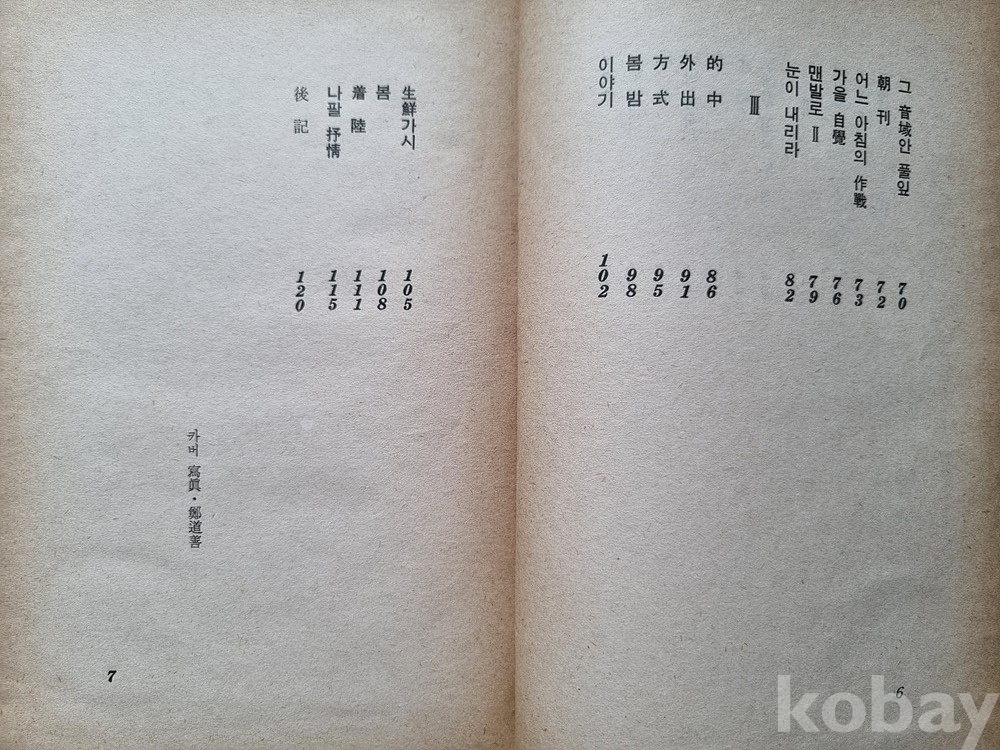 그 音域안 풀잎 70
朝刊 72
어느 아침의 作戰 73
가을 自覺 76
맨발로 Ⅱ 79
눈이 내리라 82
Ⅲ
的中 86
外出 91
方式 95
봄밤 98
이야기 102
6
生鮮가시 105
봄 108
着陸 111
나팔 抒情 115
後記 120
카버 寫眞・鄭道善
7
kobay